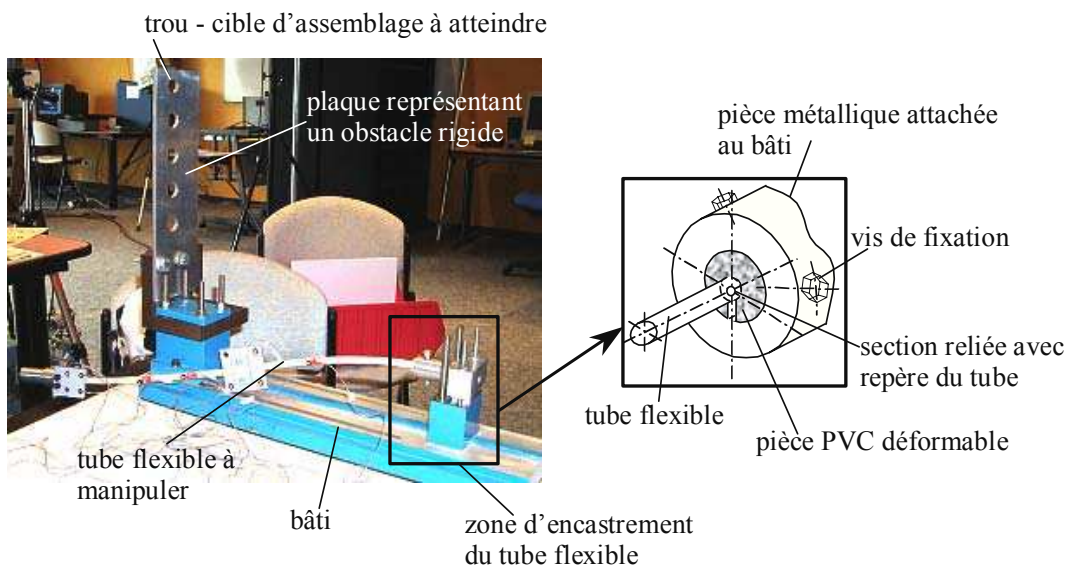 trou - cible d'assemblage à atteindre
plaque représentant
un obstacle rigide
pièce métallique attachée
au bâti
vis de fixation
section reliée avec
repère du tube
tube flexible
pièce PVC déformable
tube flexible à
manipuler
bâti
zone d'encastrement
du tube flexible